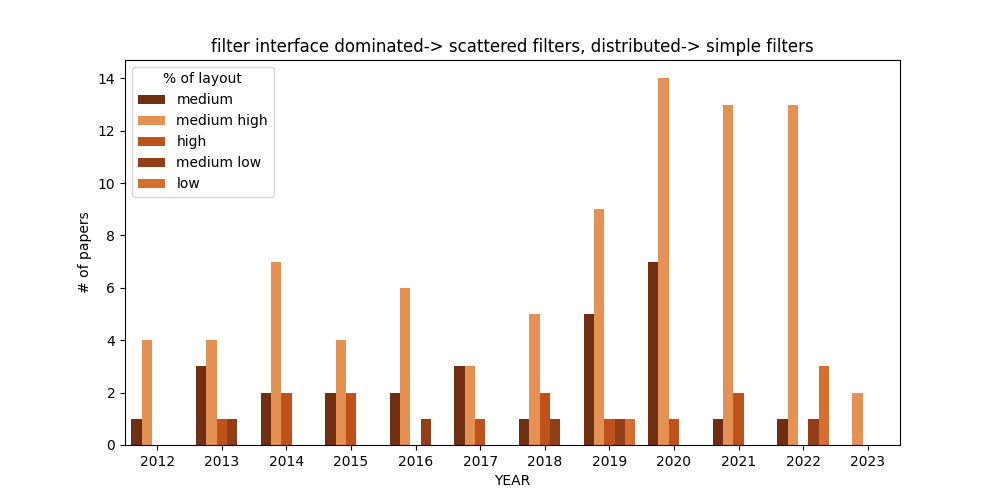 filter interface dominated-> scattered filters, distributed-> simple filters
% of layout
medium
medium high
high
medium low
low
# of papers
14
12
10
8
6
4
2
0
2012 2013 2014 2015 2016 2017 2018 2019 2020 2021 2022 2023
YEAR